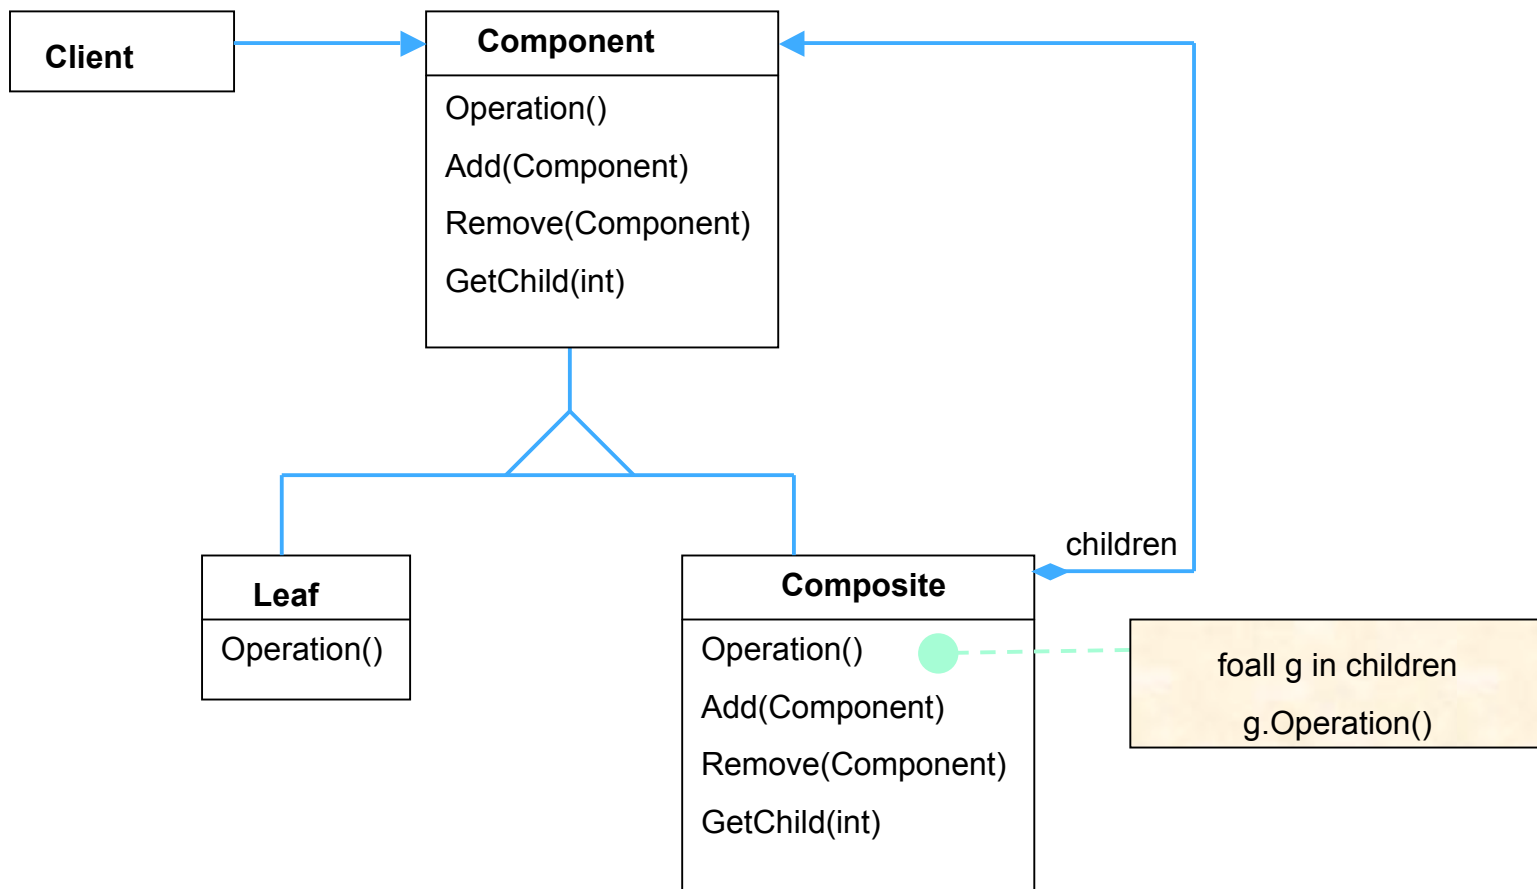 Client
Component
Operation()
Add(Component)
Remove(Component)
GetChild(int)
children
Leaf
Operation()
Composite
Operation()
Add(Component)
Remove(Component)
GetChild(int)
foall g in children
g.Operation()